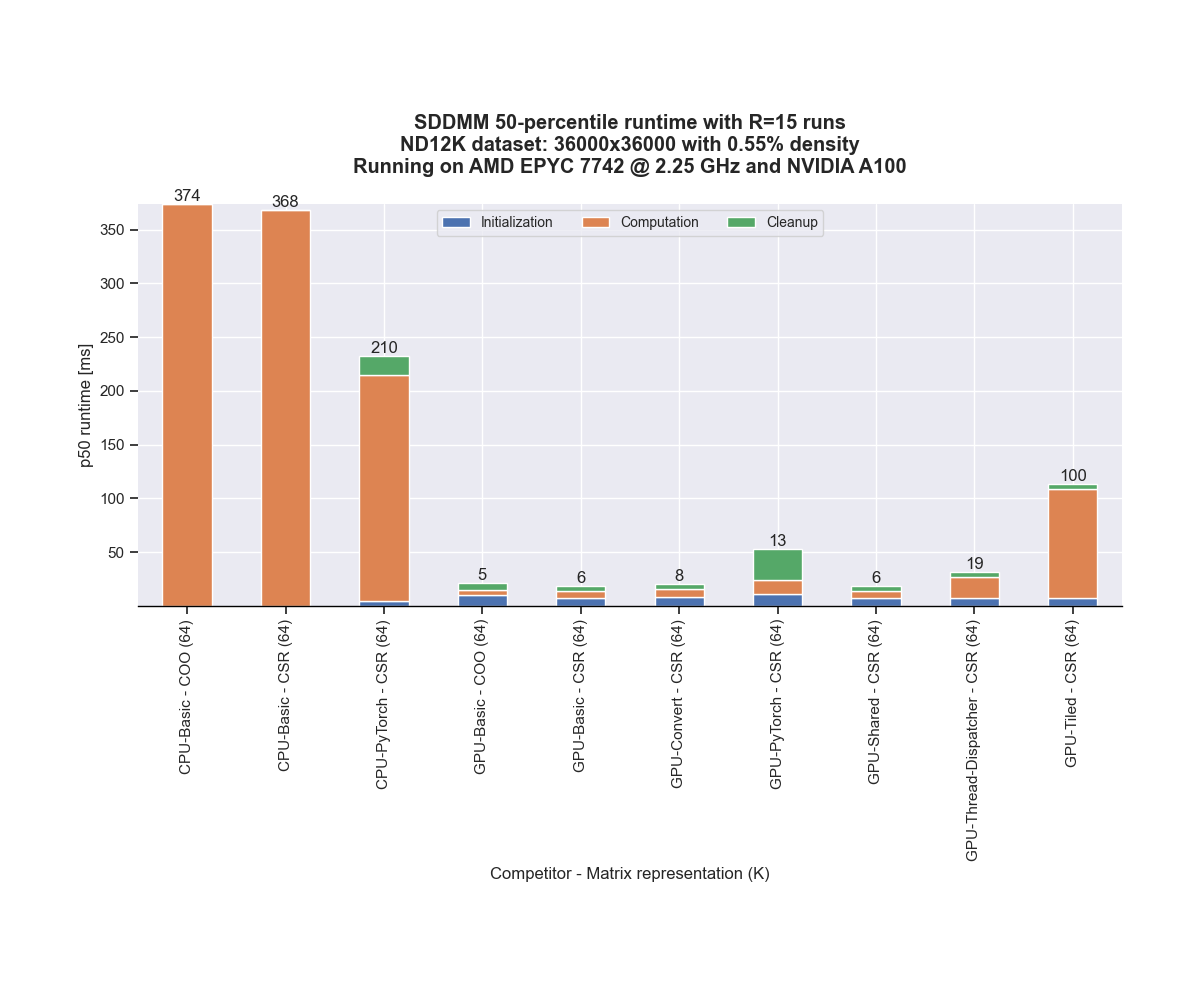 SDDMM 50-percentile runtime with R=15 runs
ND12K dataset: 36000x36000 with 0.55% density
Running on AMD EPYC 7742 @ 2.25 GHz and NVIDIA A100
374
368
210
5
6
8
13
6
19
100
Initialization
Computation
Cleanup
350
300
250
200
150
100
50
p50 runtime [ms]
CPU-Basic - COO (64)
CPU-Basic - CSR (64)
CPU-PyTorch - CSR (64)
GPU-Basic - COO (64)
GPU-Basic - CSR (64)
GPU-Convert - CSR (64)
GPU-PyTorch - CSR (64)
GPU-Shared - CSR (64)
GPU-Thread-Dispatcher - CSR (64)
GPU-Tiled - CSR (64)
Competitor - Matrix representation (K)